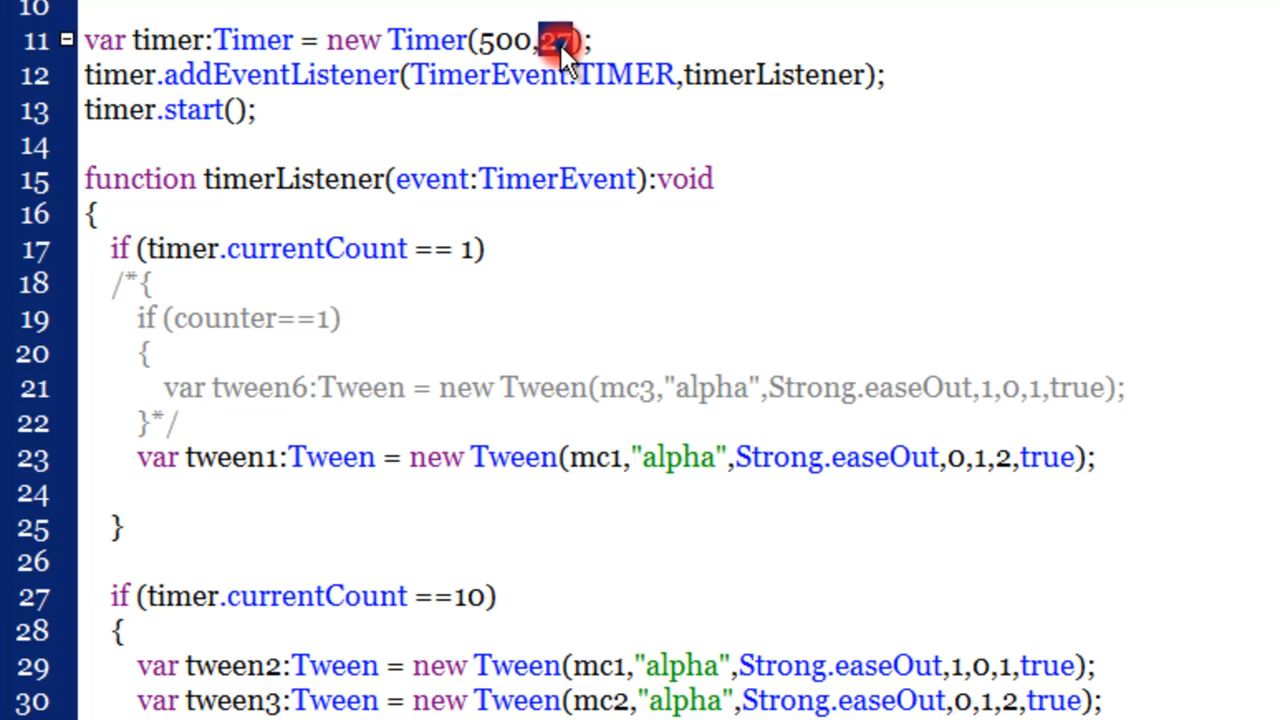 10
11 var timer:Timer = new Timer(500,27);
12 timer.addEventListener(TimerEvent.TIMER,timerListener);
13 timer.start();
14
15 function timerListener(event:TimerEvent):void
16 {
17 if (timer.currentCount == 1)
18 /*{
19 if (counter==1)
20 {
21 var tween6:Tween = new Tween(mc3,"alpha",Strong.easeOut,1,0,1,true);
22 }*/
23 var tween1:Tween = new Tween(mc1,"alpha",Strong.easeOut,0,1,2,true);
24
25 }
26
27 if (timer.currentCount ==10)
28 {
29 var tween2:Tween = new Tween(mc1,"alpha",Strong.easeOut,1,0,1,true);
30 var tween3:Tween = new Tween(mc2,"alpha",Strong.easeOut,0,1,2,true);